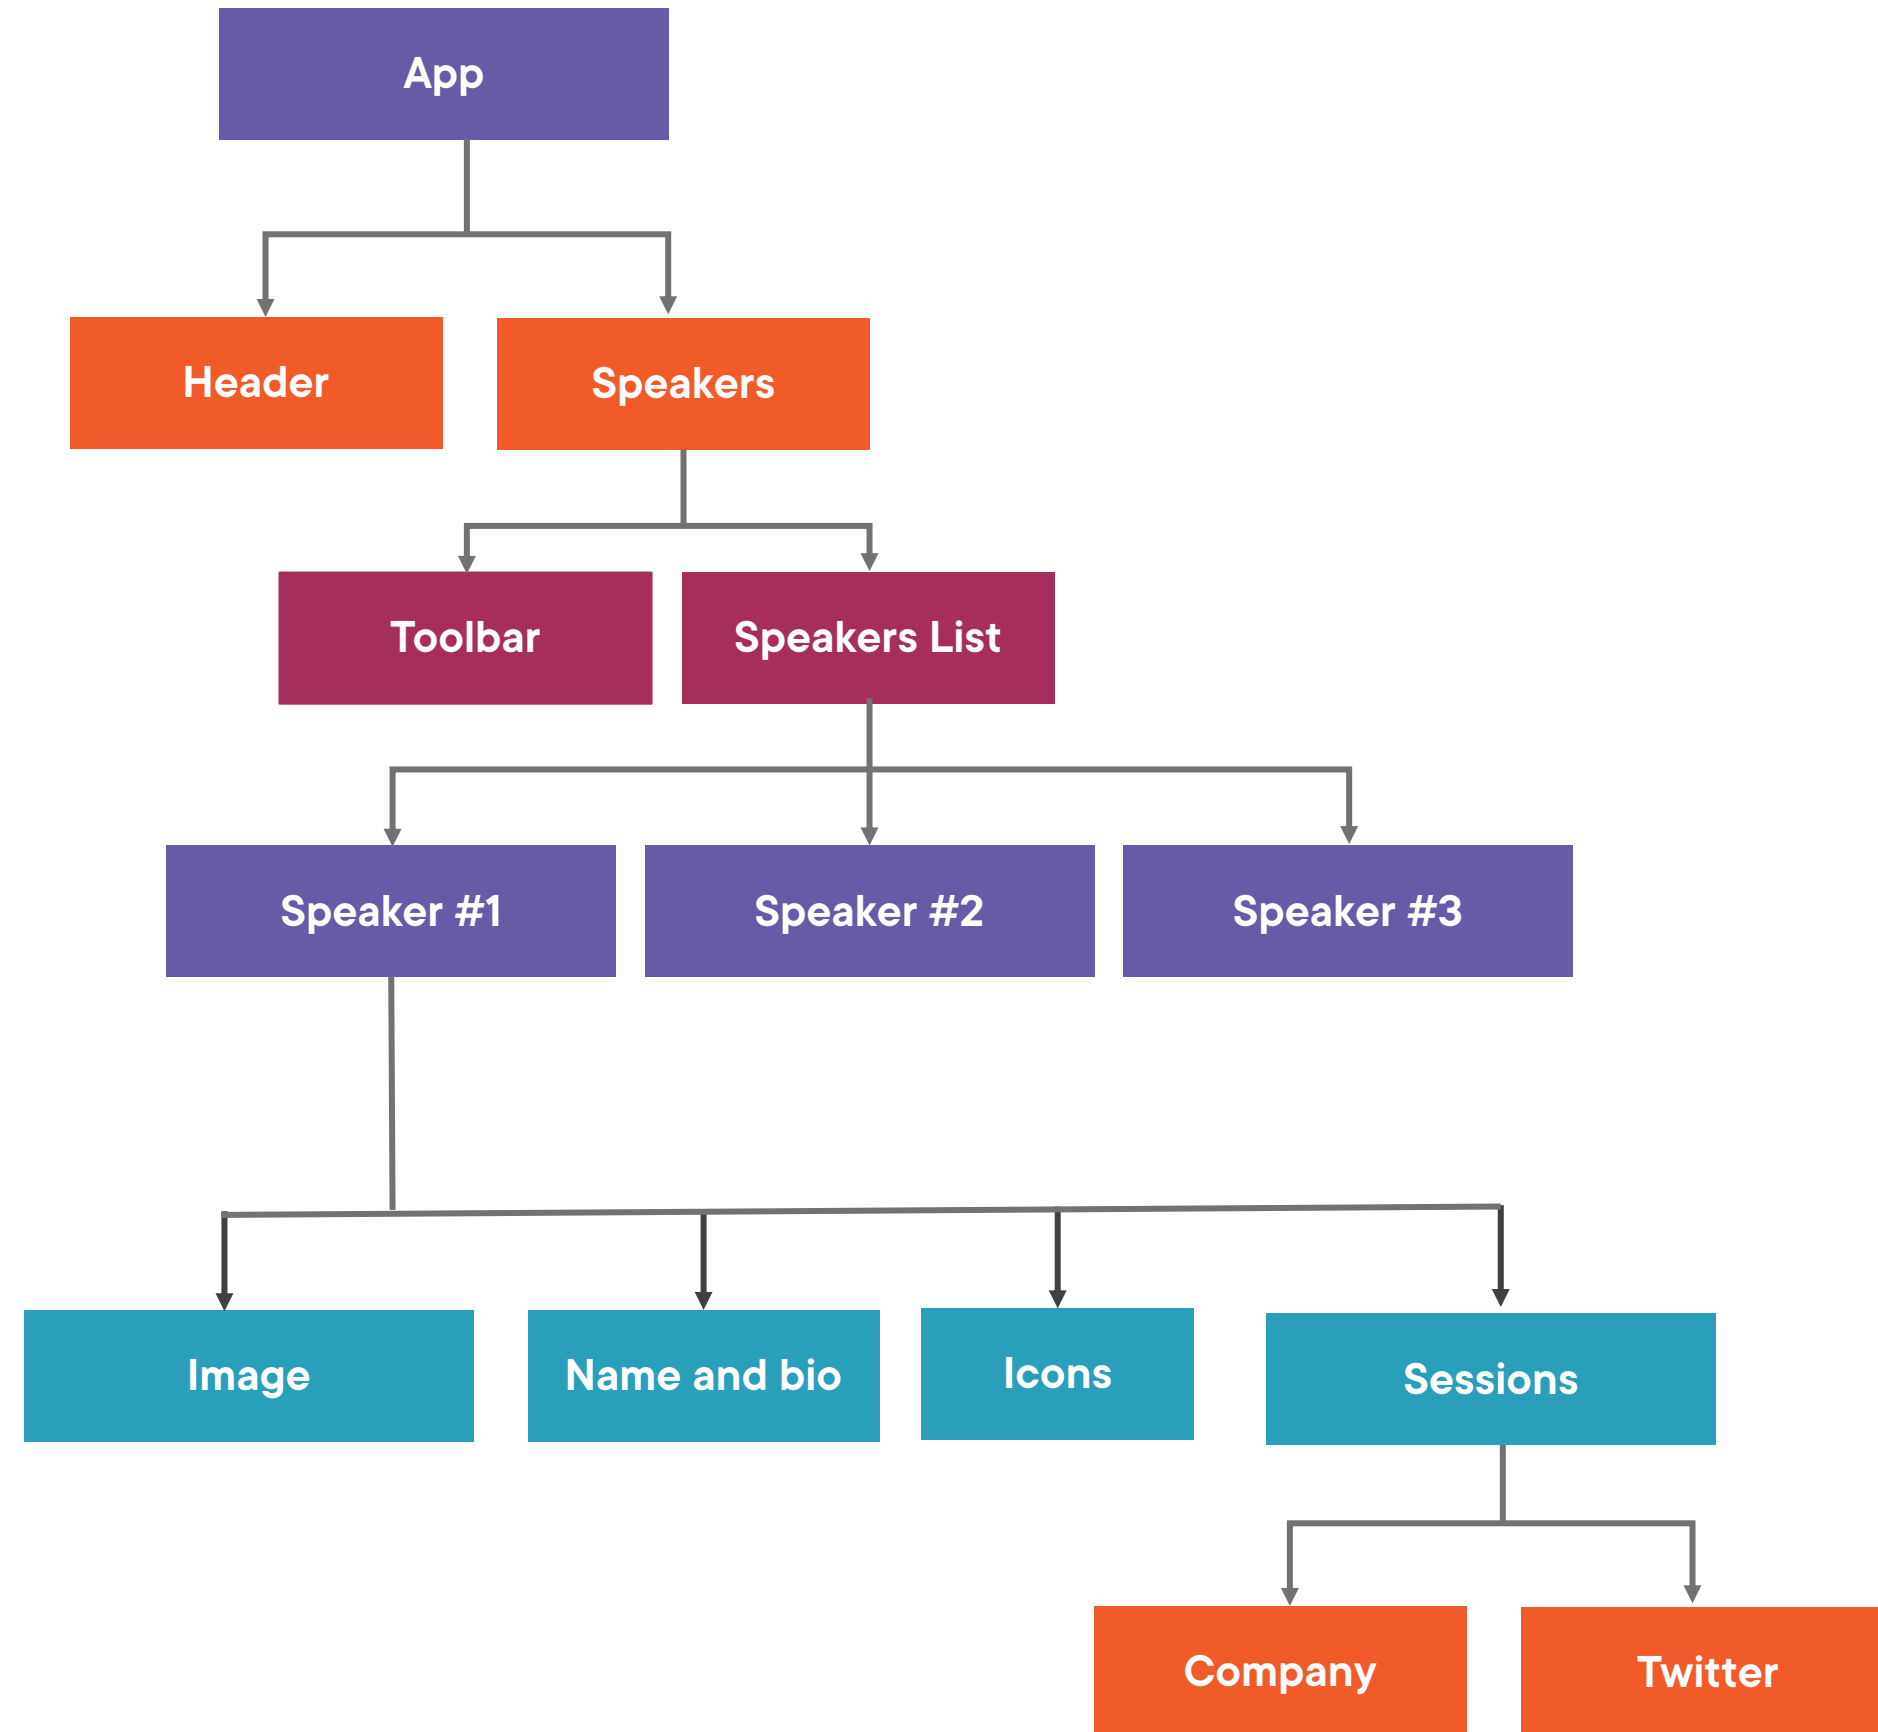 App
Header
Speakers
Toolbar
Speakers List
Speaker #1
Speaker #2
Speaker #3
Image
Name and bio
Icons
Sessions
Company
Twitter